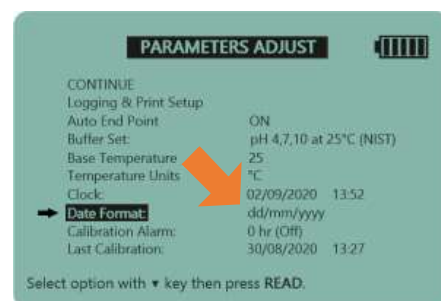 PARAMETERS ADJUST
CONTINUE
Logging & Print Setup
Auto End Point ON
Buffer Set: pH 4,7,10 at 25°C (NIST)
Base Temperature 25
Temperature Units °C
Clock: 02/09/2020 13:52
Date Format: dd/mm/yyyy
Calibration Alarm: 0 hr (Off)
Last Calibration: 30/08/2020 13:27
Select option with ▼ key then press READ.